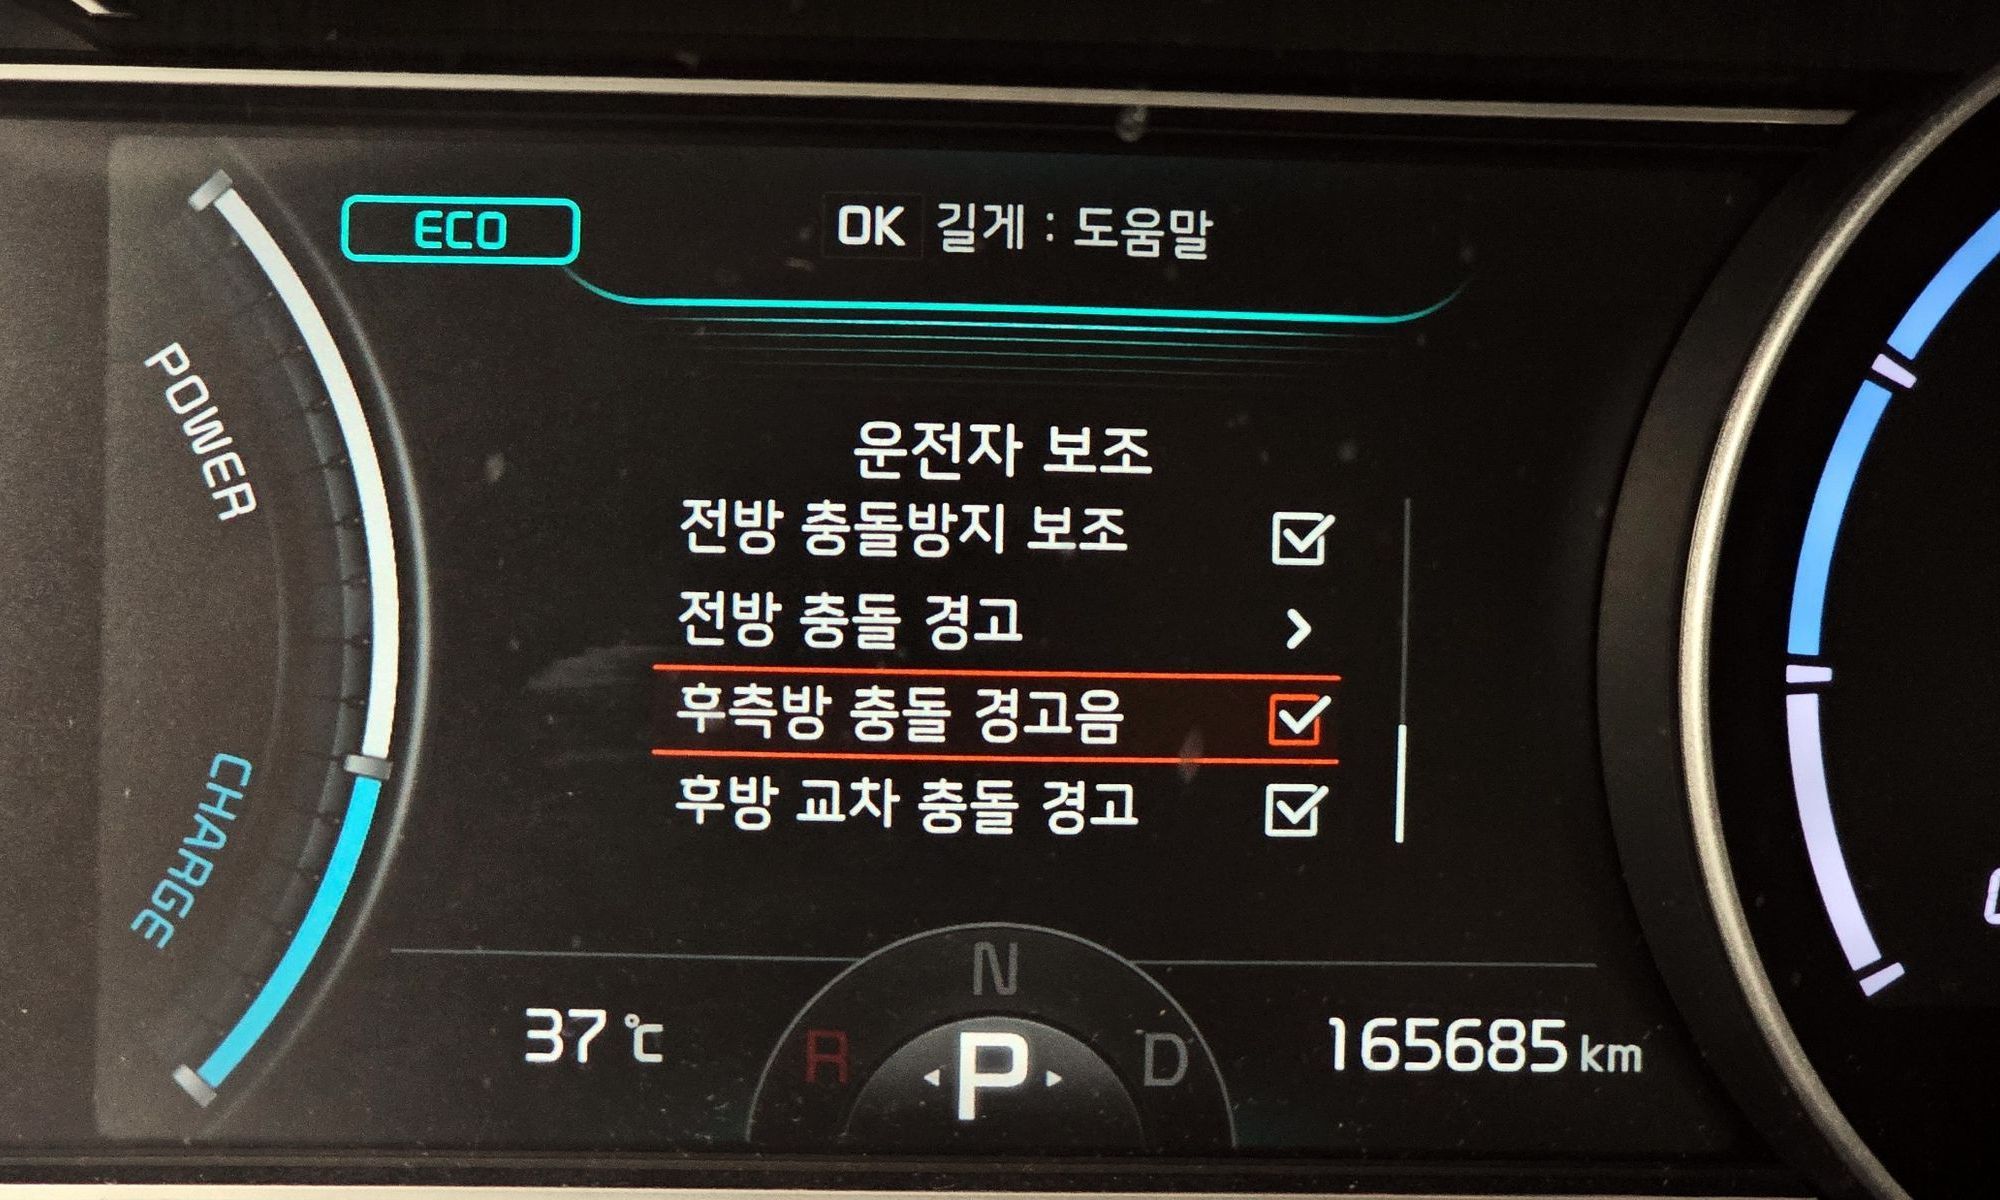 ECO
OK 길게 : 도움말
POWER
운전자 보조
전방 충돌방지 보조
전방 충돌 경고
후측방 충돌 경고음
후방 교차 충돌 경고
CHARGE
N
R P D
37 ℃
165685 km